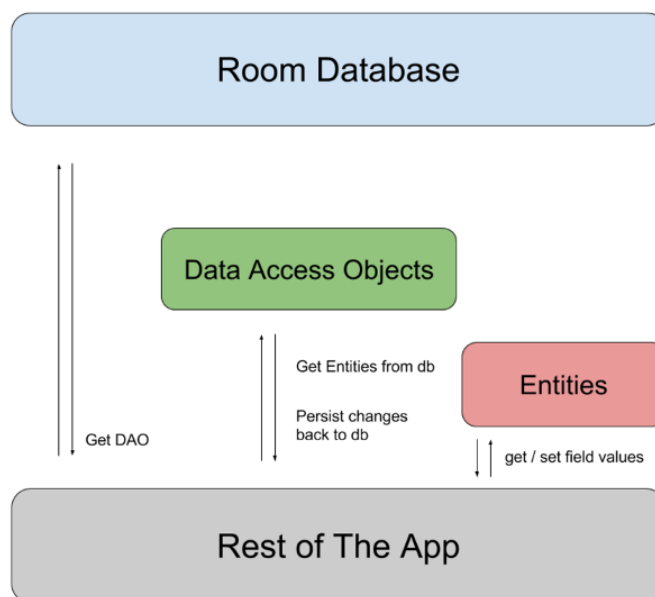 Room Database
Data Access Objects
Get Entities from db
Entities
Persist changes
back to db
Get DAO
get / set field values
Rest of The App